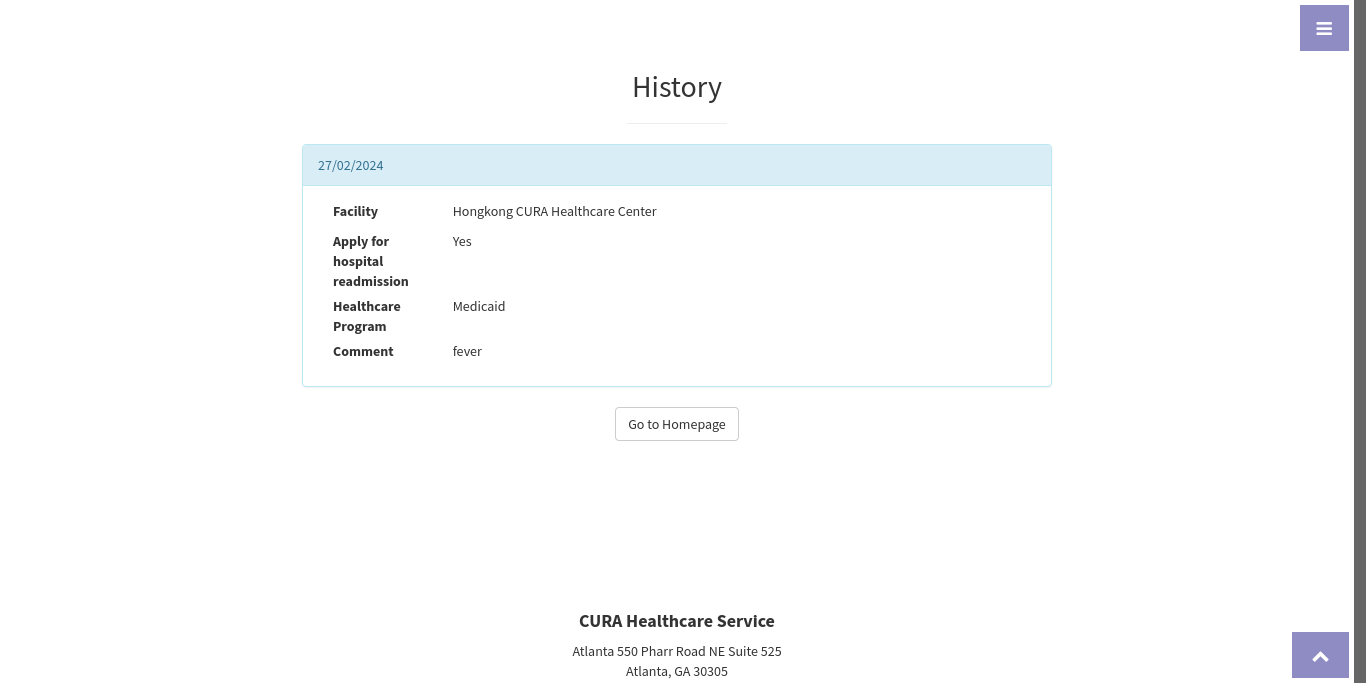 History
27/02/2024
Facility Hongkong CURA Healthcare Center
Apply for Yes
hospital
readmission
Healthcare Medicaid
Program
Comment fever
Go to Homepage
CURA Healthcare Service
Atlanta 550 Pharr Road NE Suite 525
Atlanta, GA 30305